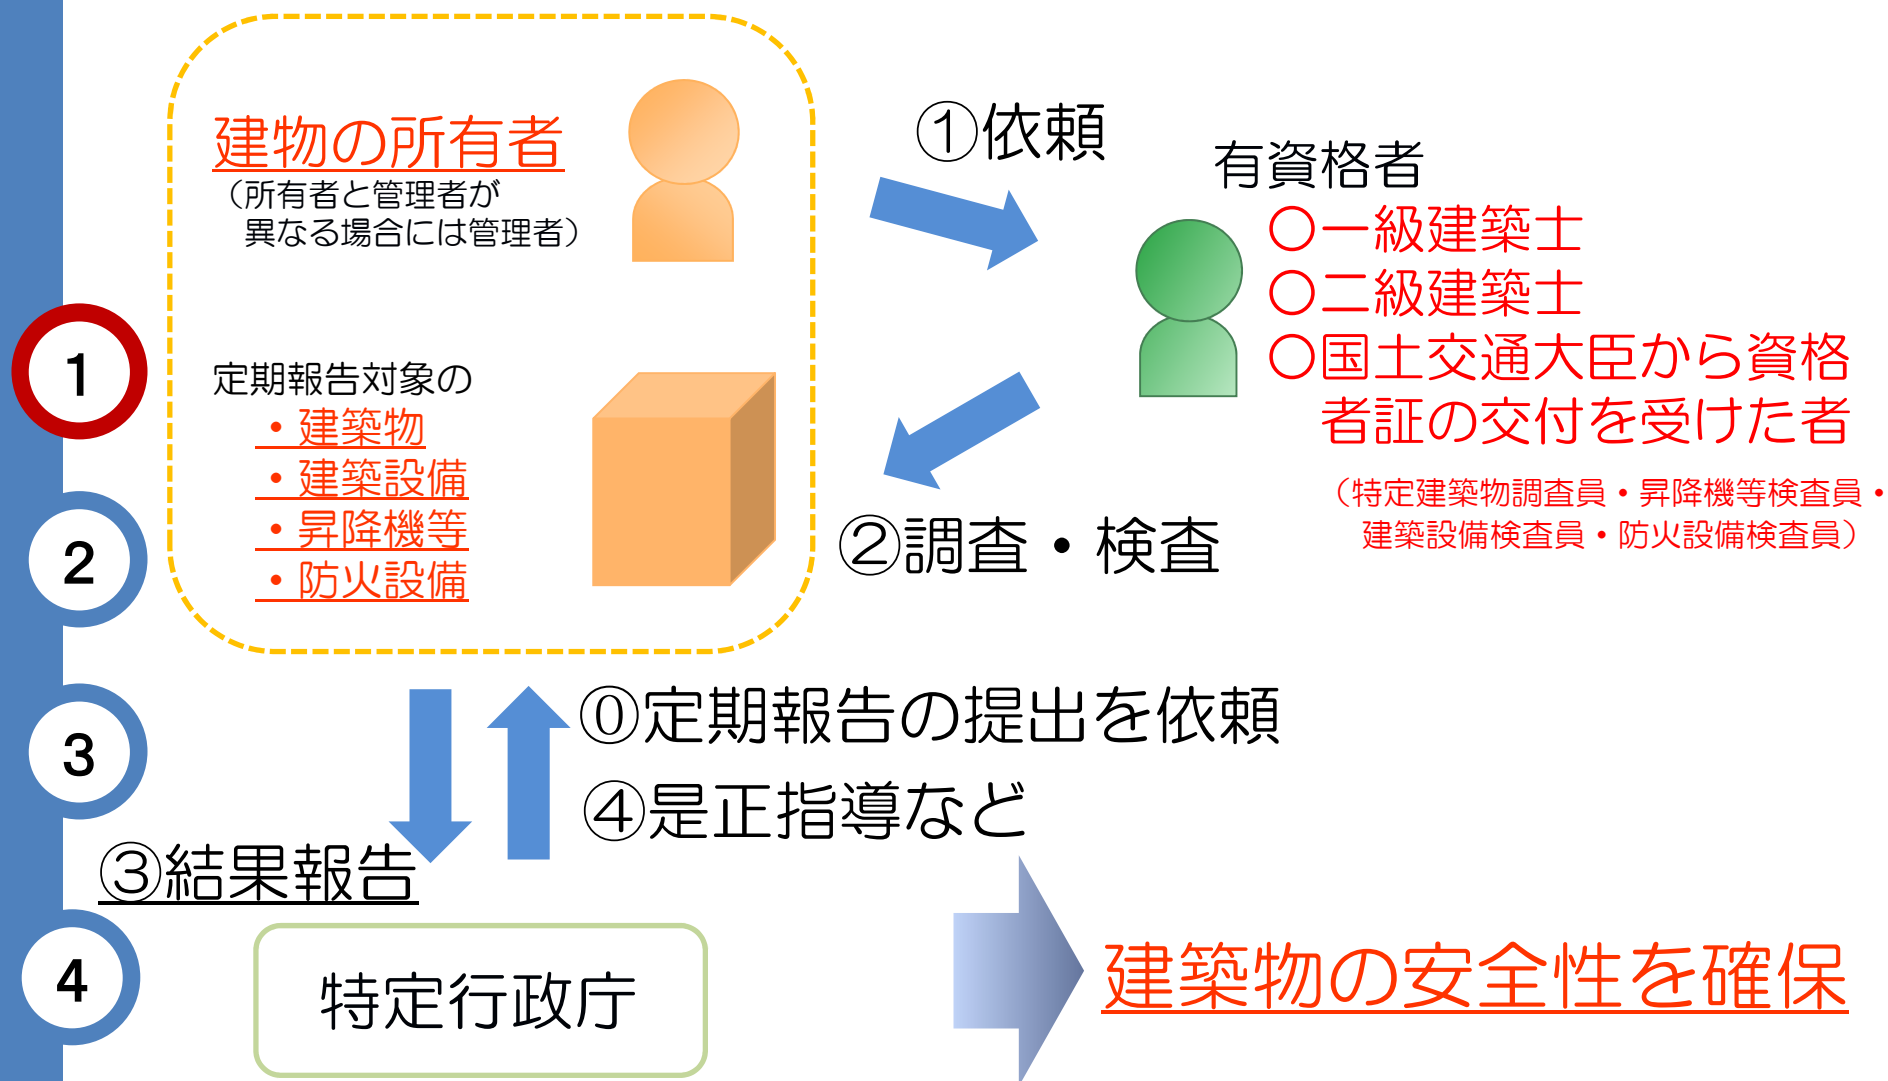 建物の所有者
（所有者と管理者が
異なる場合には管理者）
①依頼
有資格者
〇一級建築士
〇二級建築士
〇国土交通大臣から資格
者証の交付を受けた者
（特定建築物調査員・昇降機等検査員・
建築設備検査員・防火設備検査員）
定期報告対象の
・建築物
・建築設備
・昇降機等
・防火設備
②調査・検査
⓪定期報告の提出を依頼
④是正指導など
③結果報告
特定行政庁
建築物の安全性を確保
1
2
3
4